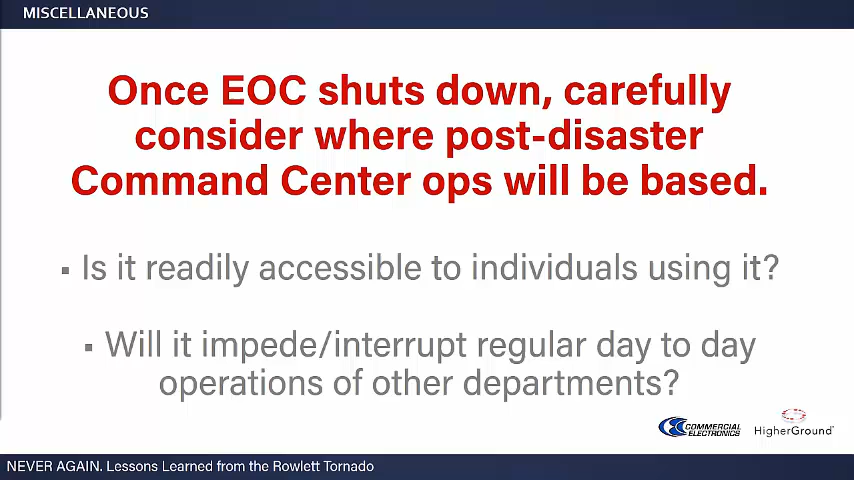 MISCELLANEOUS
Once EOC shuts down, carefully
consider where post-disaster
Command Center ops will be based.
▪ Is it readily accessible to individuals using it?
▪ Will it impede/interrupt regular day to day
operations of other departments?
COMMERCIAL
ELECTRONICS
HigherGround
NEVER AGAIN. Lessons Learned from the Rowlett Tornado